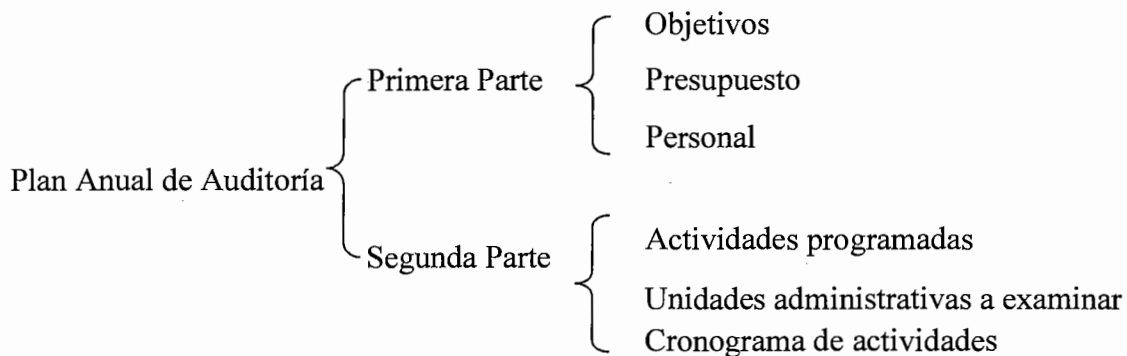 Plan Anual de Auditoría
Primera Parte
Objetivos
Presupuesto
Personal
Segunda Parte
Actividades programadas
Unidades administrativas a examinar
Cronograma de actividades